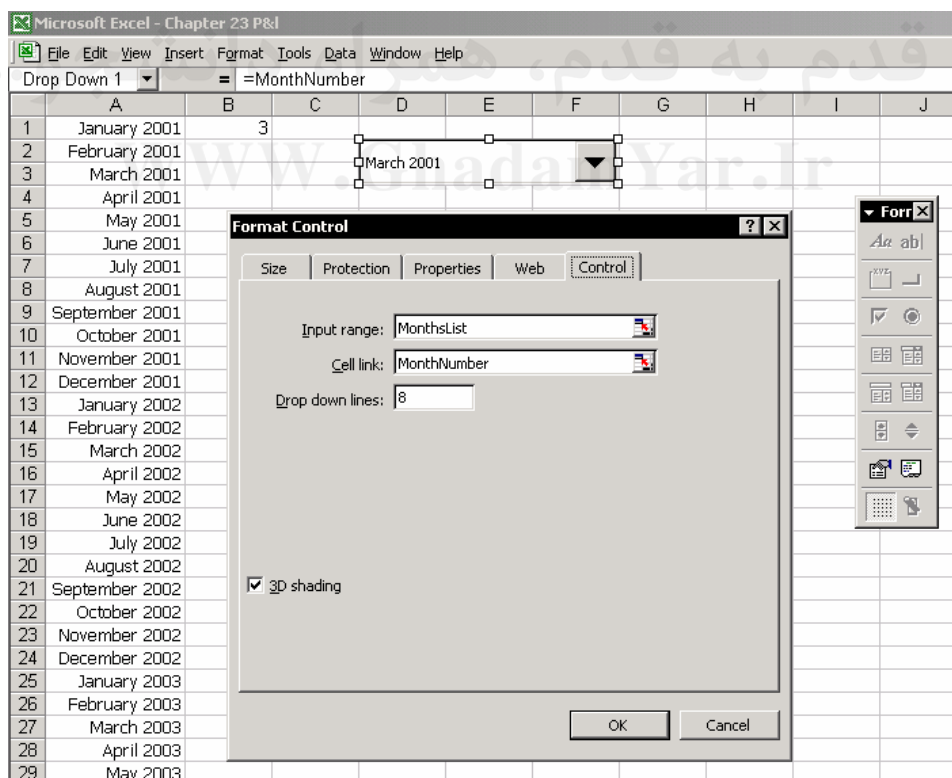 Microsoft Excel - Chapter 23 P&l
File Edit View Insert Format Tools Data Window Help
Drop Down 1 = =MonthNumber
A B C D E F G H I J
1 January 2001 3
2 February 2001
March 2001
3 March 2001
4 April 2001
5 May 2001
6 June 2001
7 July 2001
8 August 2001
9 September 2001
10 October 2001
11 November 2001
12 December 2001
13 January 2002
14 February 2002
15 March 2002
16 April 2002
17 May 2002
18 June 2002
19 July 2002
20 August 2002
21 September 2002
22 October 2002
23 November 2002
24 December 2002
25 January 2003
26 February 2003
27 March 2003
28 April 2003
29 May 2003
Format Control
Size Protection Properties Web Control
Input range: MonthsList
Cell link: MonthNumber
Drop down lines: 8
3D shading
OK Cancel
Forr
Aa ab|
xyz
قدم به قدم، همراه دانشجو
WWW.GhadamYar.Ir